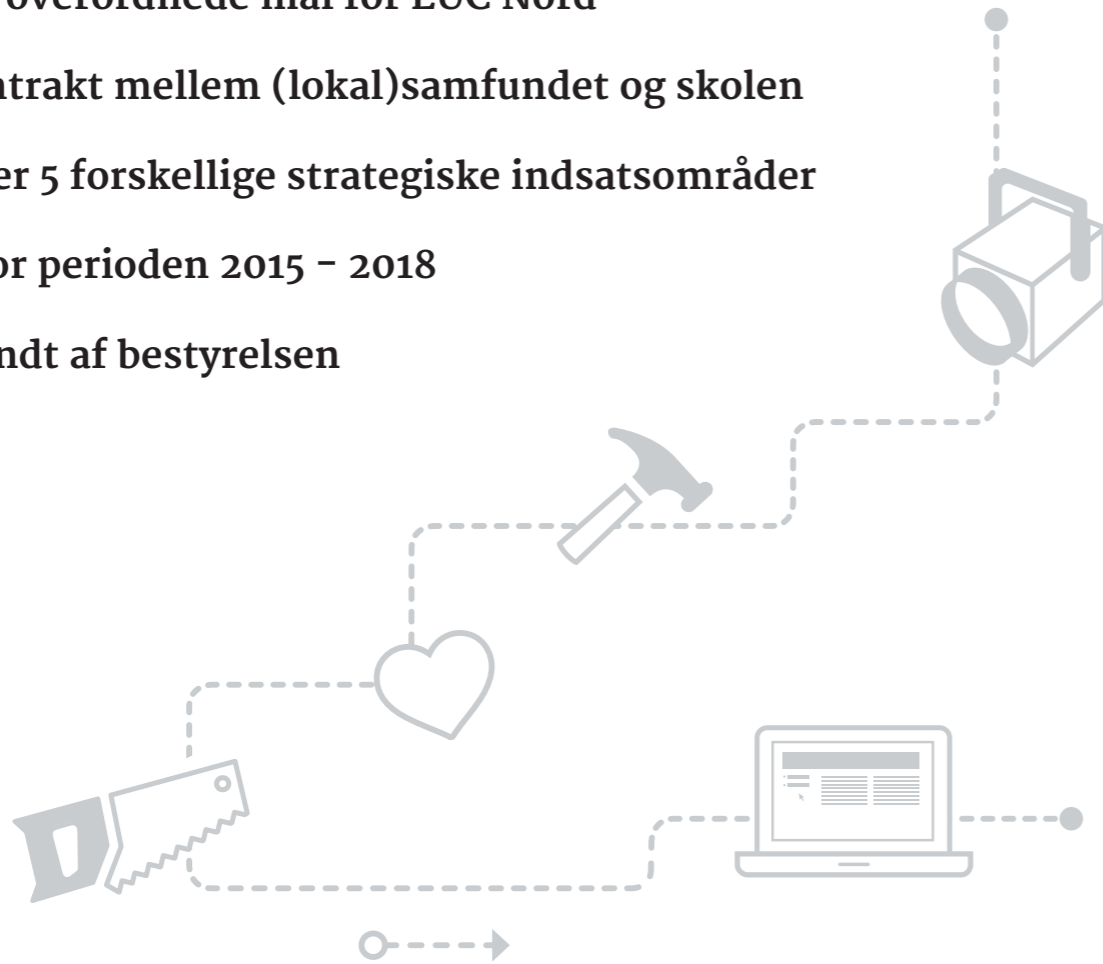 overordnede mål for EUC Nord
ntrakt mellem (lokal)samfundet og skolen
er 5 forskellige strategiske indsatsområder
or perioden 2015 - 2018
ndt af bestyrelsen